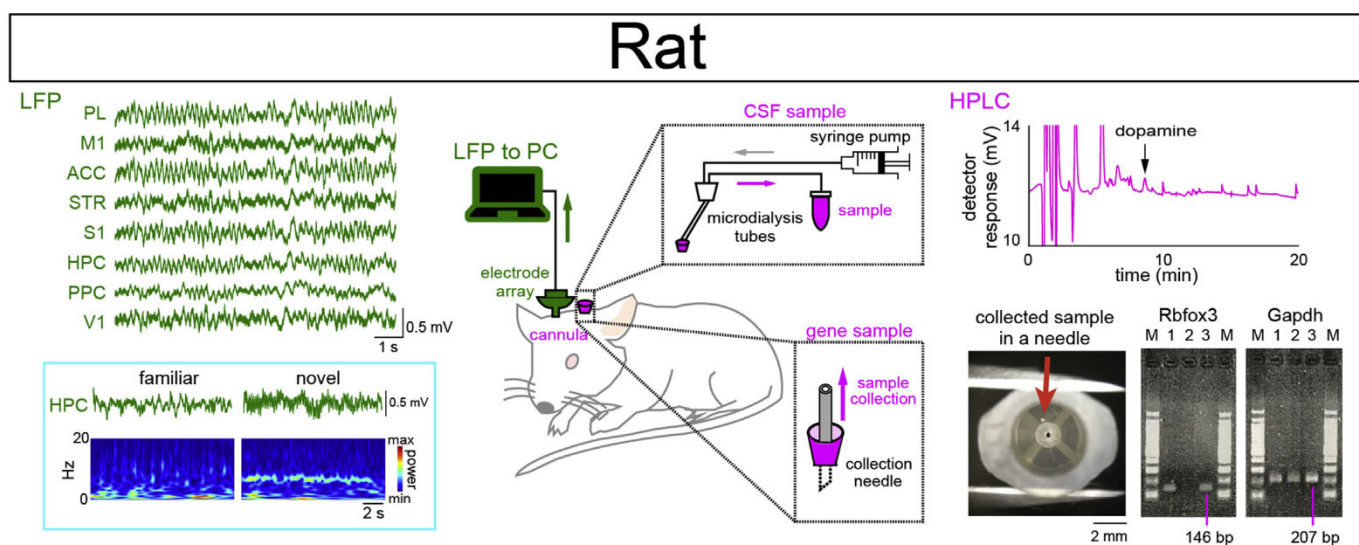 Rat
LFP
PL
M1
ACC
STR
S1
HPC
PPC
V1
0.5 mV
1 s
familiar
novel
HPC
0.5 mV
20
Hz
0
max
power
min
2 s
LFP to PC
electrode
array
cannula
CSF sample
syringe pump
microdialysis
tubes
sample
gene sample
sample
collection
collection
needle
HPLC
14
dopamine
detector
response (mV)
10
0
10
20
time (min)
collected sample
in a needle
2 mm
Rbfox3
M 1 2 3 M
146 bp
Gapdh
M 1 2 3 M
207 bp